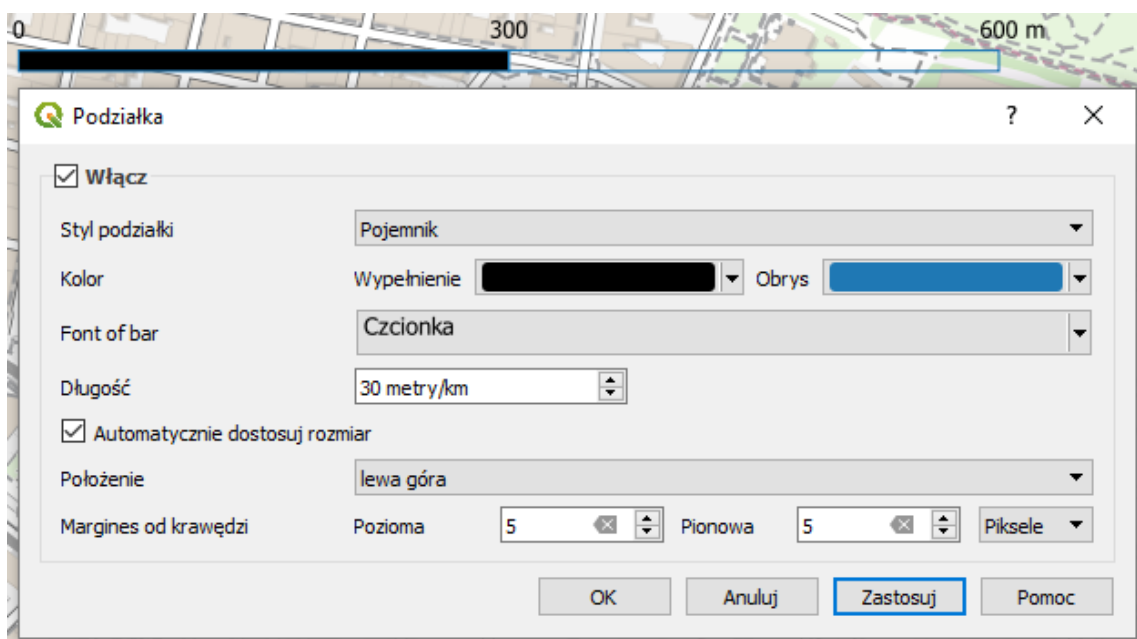 0 300 600 m
Podziałka ?
Włącz
Styl podziałki Pojemnik
Kolor Wypełnienie Obrys
Font of bar Czcionka
Długość 30 metry/km
Automatycznie dostosuj rozmiar
Położenie lewa góra
Margines od krawędzi Pozioma 5 Pionowa 5 Piksele
OK Anuluj Zastosuj Pomoc